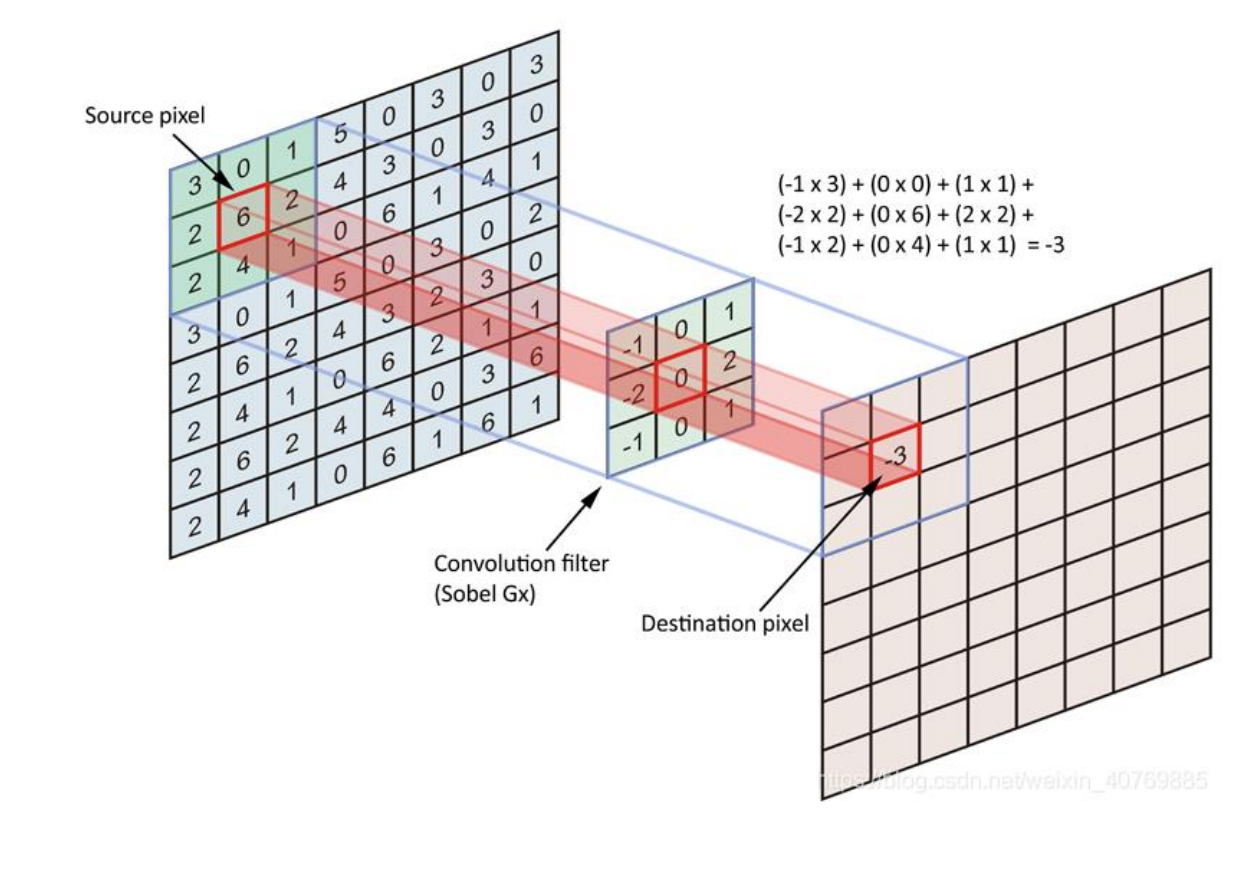 Source pixel
3 0 1 5 0 3 0 3
2 6 2 4 3 0 3 0
2 4 1 0 6 1 4 1
3 0 1 5 0 3 0 2
2 6 2 4 3 2 3 0
2 4 1 0 6 2 1 1
2 6 2 4 4 0 3 6
2 4 1 0 6 1 6 1
(-1 x 3) + (0 x 0) + (1 x 1) +
(-2 x 2) + (0 x 6) + (2 x 2) +
(-1 x 2) + (0 x 4) + (1 x 1) = -3
-1 0 1
-2 0 2
-1 0 1
Convolution filter
(Sobel Gx)
-3
Destination pixel
https://blog.csdn.net/weixin_40769885